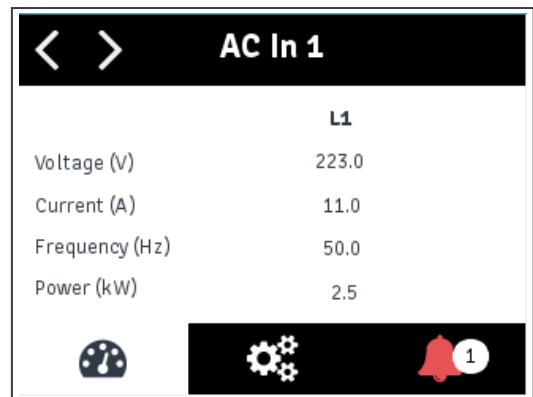 AC In 1
L1
Voltage (V) 223.0
Current (A) 11.0
Frequency (Hz) 50.0
Power (kW) 2.5
1